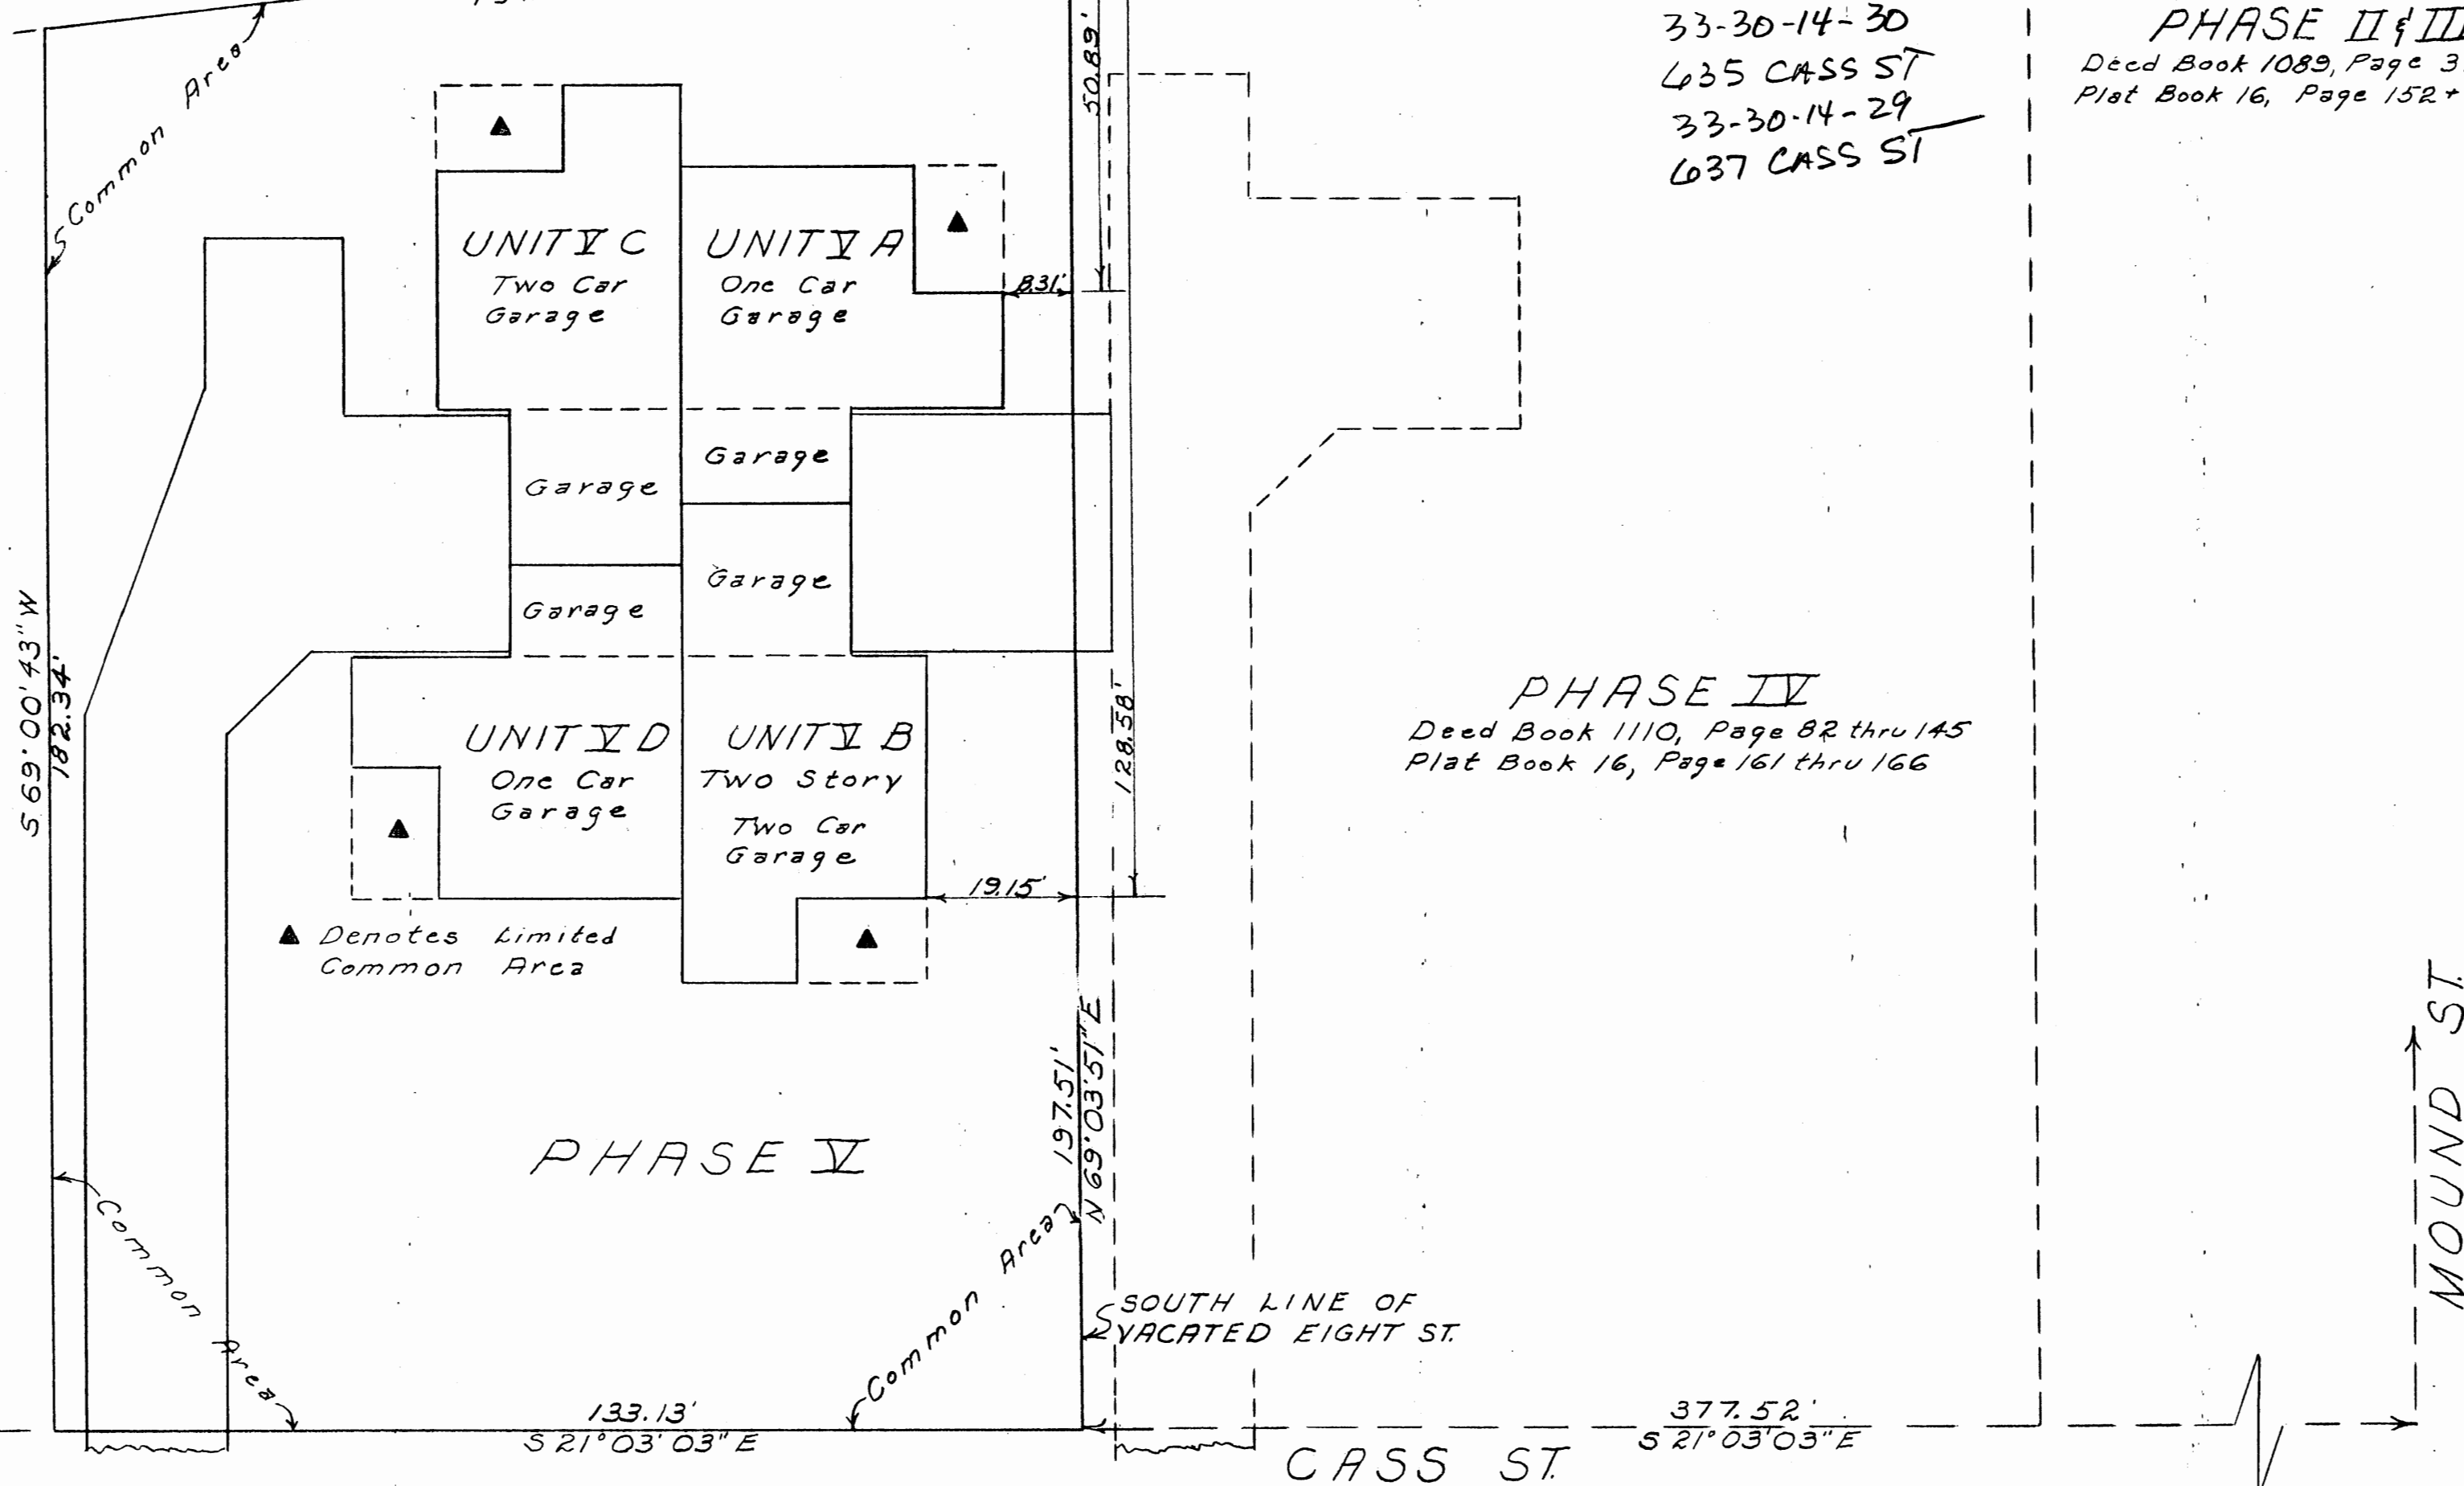 33-30-14-30
635 CASS ST
33-30-14-29
637 CASS ST
PHASE II & III
Deed Book 1089, Page 3
Plat Book 16, Page 152 +
Common Area
50.89'
UNIT V C
Two Car
Garage
UNIT V A
One Car
Garage
8.31'
Garage
Garage
Garage
Garage
S 69° 00' 43" W
182.34'
UNIT V D
One Car
Garage
UNIT V B
Two Story
Two Car
Garage
128.58'
PHASE IV
Deed Book 1110, Page 82 thru 145
Plat Book 16, Page 161 thru 166
19.15'
▲ Denotes Limited
Common Area
197.51'
N 69° 03' 51" E
PHASE V
Common Area
Common Area
SOUTH LINE OF
VACATED EIGHT ST.
MOUND ST.
133.13'
S 21° 03' 03" E
377.52'
S 21° 03' 03" E
CASS ST.